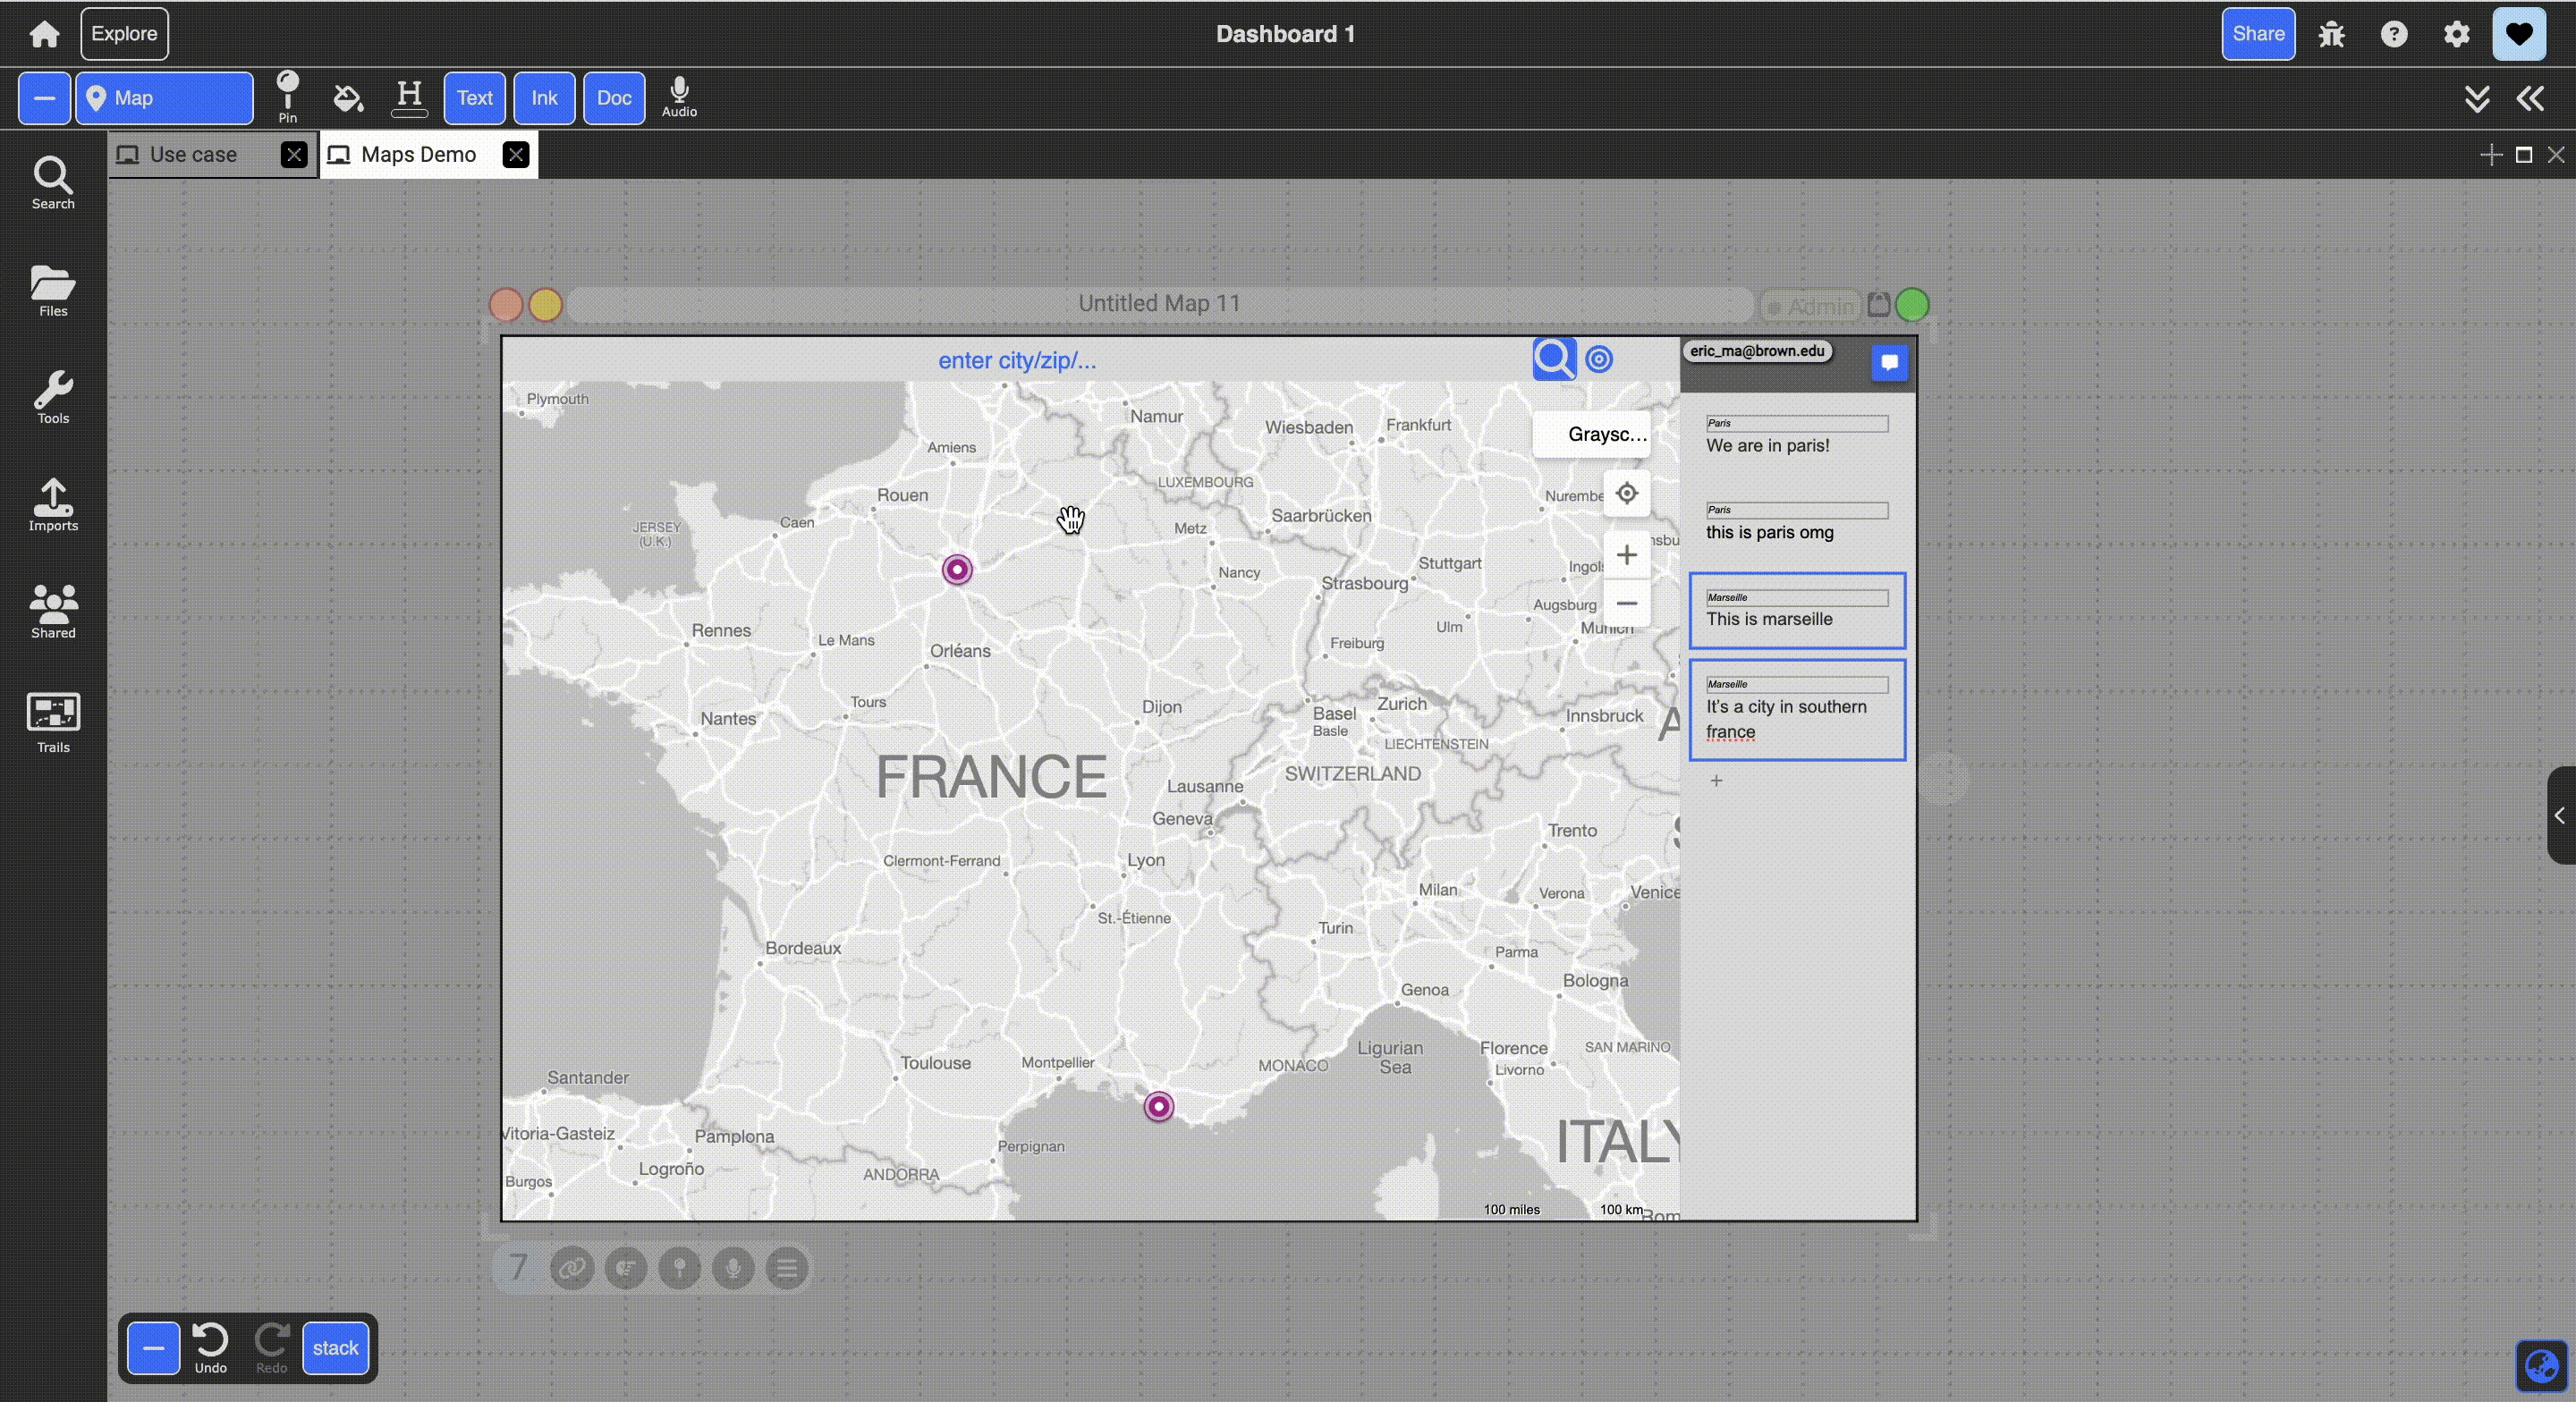 Explore
Dashboard 1
Share
Map
Pin
H
Text
Ink
Doc
Audio
Use case
Maps Demo
Search
Files
Tools
Imports
Shared
Trails
Untitled Map 11
Admin
enter city/zip/...
eric_ma@brown.edu
Graysc...
Paris
We are in paris!
Paris
this is paris omg
Marseille
This is marseille
Marseille
It's a city in southern
france
+
Plymouth
Namur
Wiesbaden
Frankfurt
Amiens
LUXEMBOURG
Rouen
Caen
JERSEY
(U.K.)
Metz
Saarbrücken
Nurembe
nsbu
Nancy
Stuttgart
Strasbourg
Ingols
Augsburg
Ulm
Munich
Rennes
Le Mans
Orléans
Freiburg
Tours
Dijon
Nantes
Basel
Basle
Zurich
Innsbruck
A
LIECHTENSTEIN
FRANCE
SWITZERLAND
Lausanne
Geneva
Trento
Clermont-Ferrand
Lyon
Milan
Verona
Venice
St.-Étienne
Turin
Bordeaux
Parma
Bologna
Genoa
Ligurian
Sea
Florence
SAN MARINO
Livorno
Toulouse
Montpellier
MONACO
Santander
Vitoria-Gasteiz
Pamplona
Perpignan
ITALY
Logroño
ANDORRA
Burgos
100 miles
100 km
Rom
7
Undo
Redo
stack